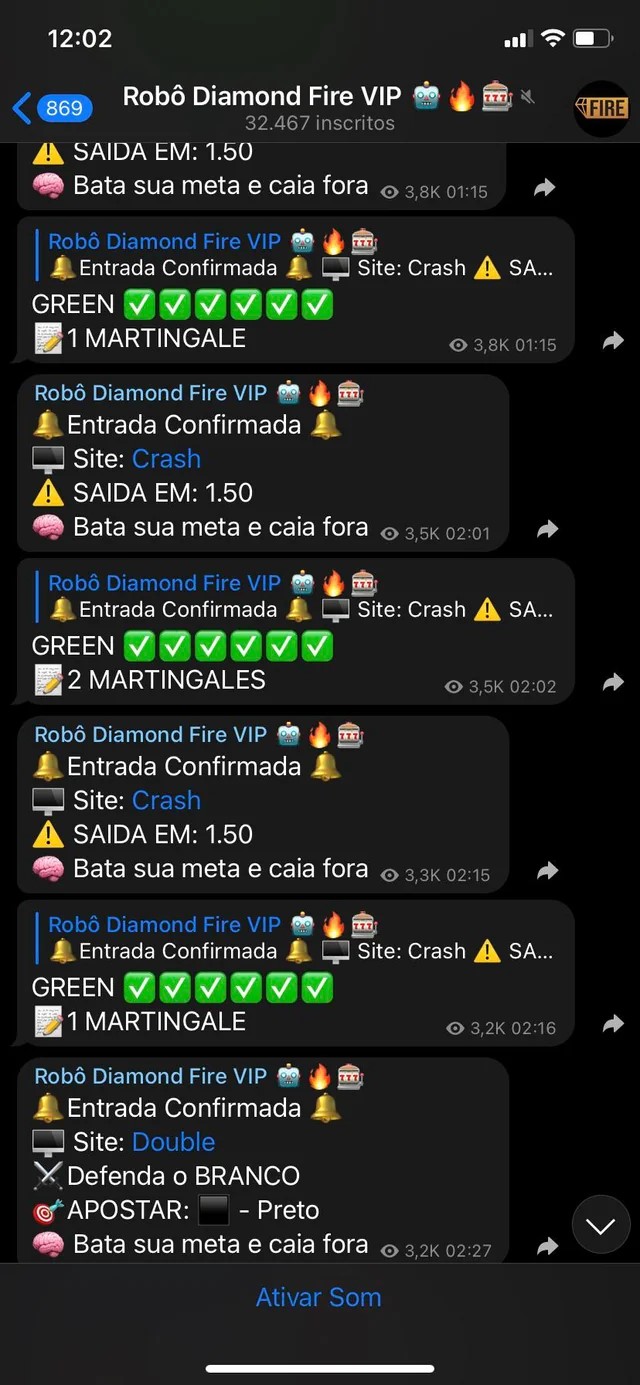 12:02
869
Robô Diamond Fire VIP 🤖🔥🎰
32.467 inscritos
FIRE
⚠️ SAIDA EM: 1.50
🧠 Bata sua meta e caia fora 3,8K 01:15
Robô Diamond Fire VIP 🤖🔥🎰
🔔Entrada Confirmada 🔔 🖥 Site: Crash ⚠️ SA...
GREEN ✅✅✅✅✅✅
📝1 MARTINGALE 3,8K 01:15
Robô Diamond Fire VIP 🤖🔥🎰
🔔Entrada Confirmada 🔔
🖥 Site: Crash
⚠️ SAIDA EM: 1.50
🧠 Bata sua meta e caia fora 3,5K 02:01
Robô Diamond Fire VIP 🤖🔥🎰
🔔Entrada Confirmada 🔔 🖥 Site: Crash ⚠️ SA...
GREEN ✅✅✅✅✅✅
📝2 MARTINGALES 3,5K 02:02
Robô Diamond Fire VIP 🤖🔥🎰
🔔Entrada Confirmada 🔔
🖥 Site: Crash
⚠️ SAIDA EM: 1.50
🧠 Bata sua meta e caia fora 3,3K 02:15
Robô Diamond Fire VIP 🤖🔥🎰
🔔Entrada Confirmada 🔔 🖥 Site: Crash ⚠️ SA...
GREEN ✅✅✅✅✅✅
📝1 MARTINGALE 3,2K 02:16
Robô Diamond Fire VIP 🤖🔥🎰
🔔Entrada Confirmada 🔔
🖥 Site: Double
⚔️Defenda o BRANCO
🎯APOSTAR: ⬛ - Preto
🧠 Bata sua meta e caia fora 3,2K 02:27
Ativar Som